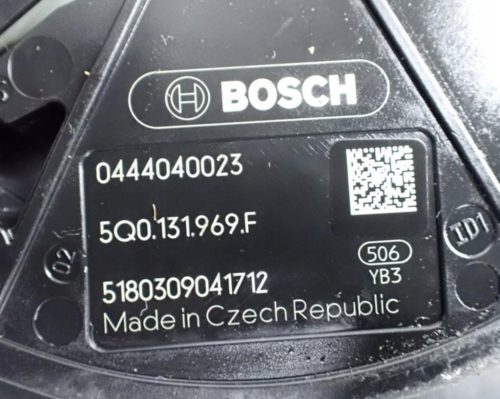 BOSCH
0444040023
5Q0.131.969.F
506
YB3
5180309041712
Made in Czech Republic
02
ID1